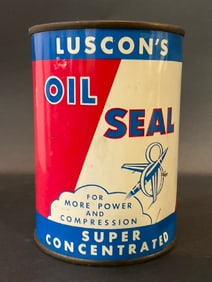 LUSCON'S
OIL
SEAL
FOR
MORE POWER
AND
COMPRESSION
SUPER
CONCENTRATED